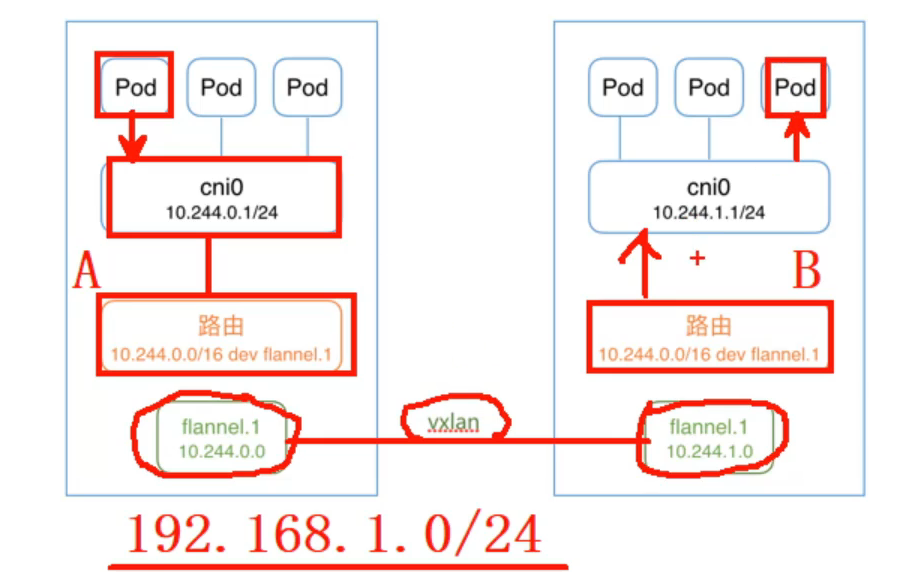 Pod Pod Pod
cni0
10.244.0.1/24
A
路由
10.244.0.0/16 dev flannel.1
flannel.1
10.244.0.0
vxlan
Pod Pod Pod
cni0
10.244.1.1/24
+
B
路由
10.244.0.0/16 dev flannel.1
flannel.1
10.244.1.0
192.168.1.0/24